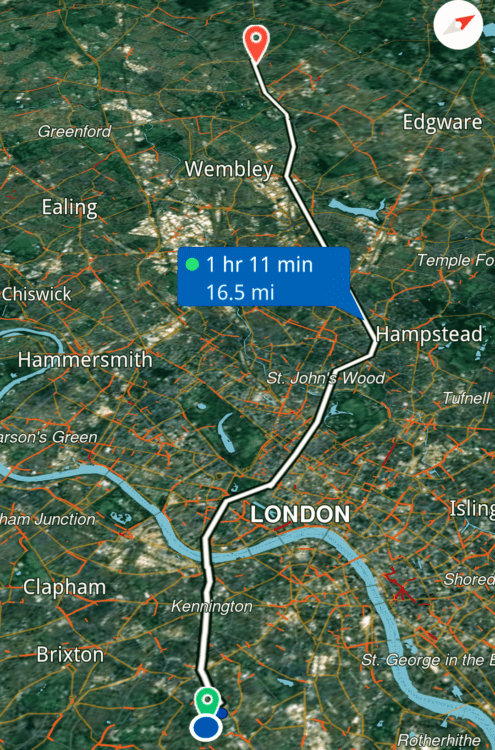 Greenford
Edgware
Wembley
Ealing
Temple Fo
1 hr 11 min
16.5 mi
Chiswick
Hampstead
Hammersmith
St. John's Wood
Tufnell
arson's Green
LONDON
Isling
ham Junction
Shored
Clapham
Kennington
Brixton
St. George in the E
Rotherhithe